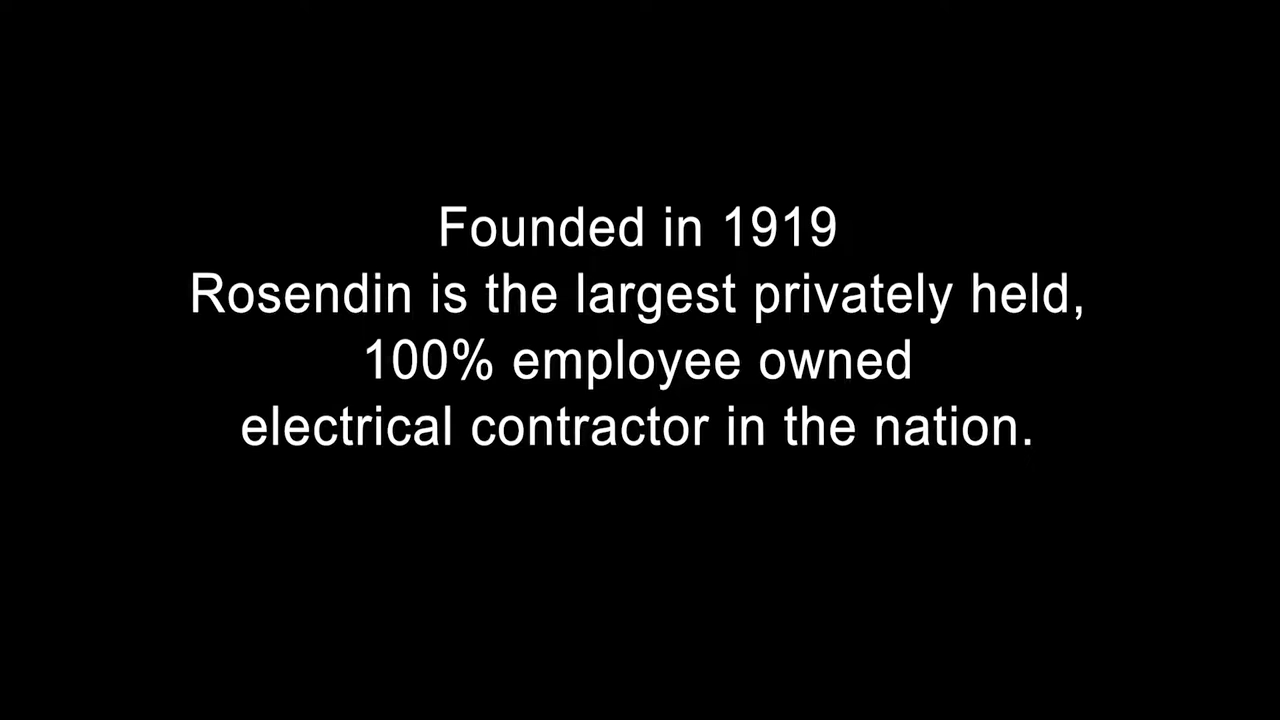 Founded in 1919
Rosendin is the largest privately held,
100% employee owned
electrical contractor in the nation.